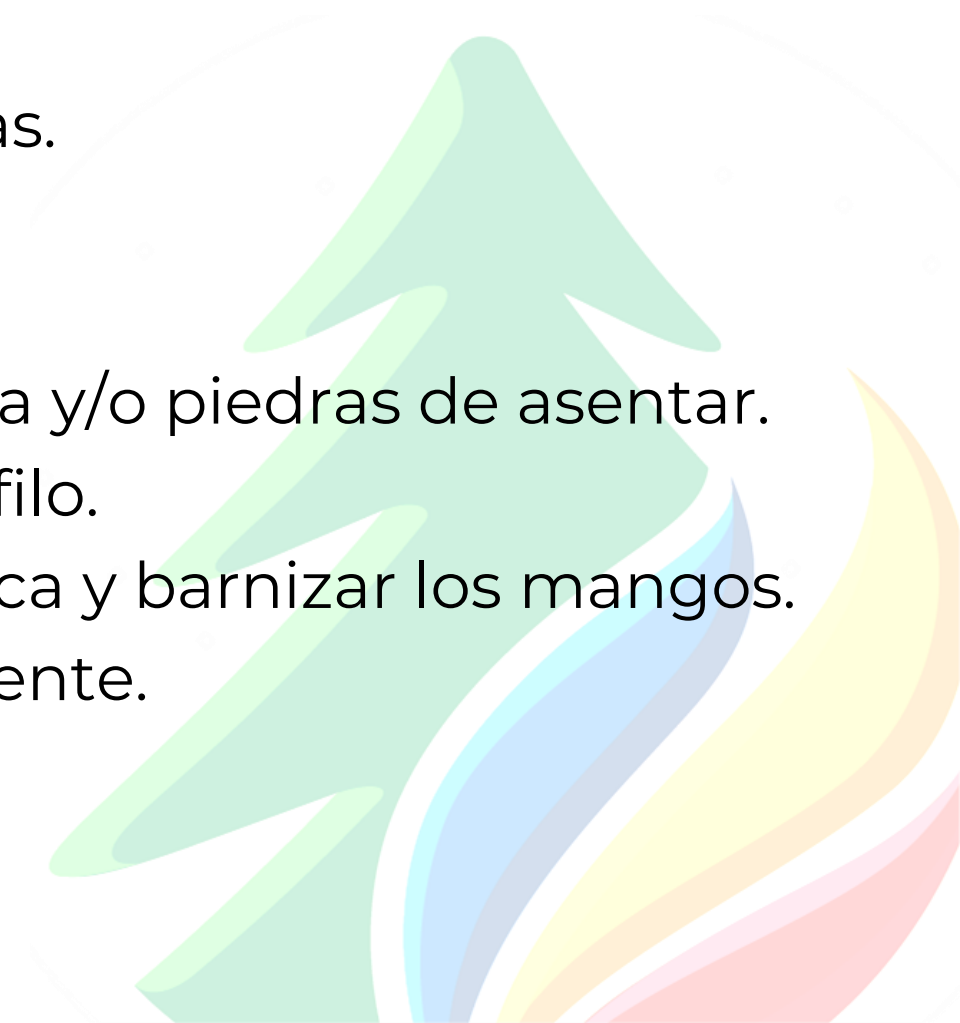 as.
a y/o piedras de asentar.
filo.
ca y barnizar los mangos.
ente.